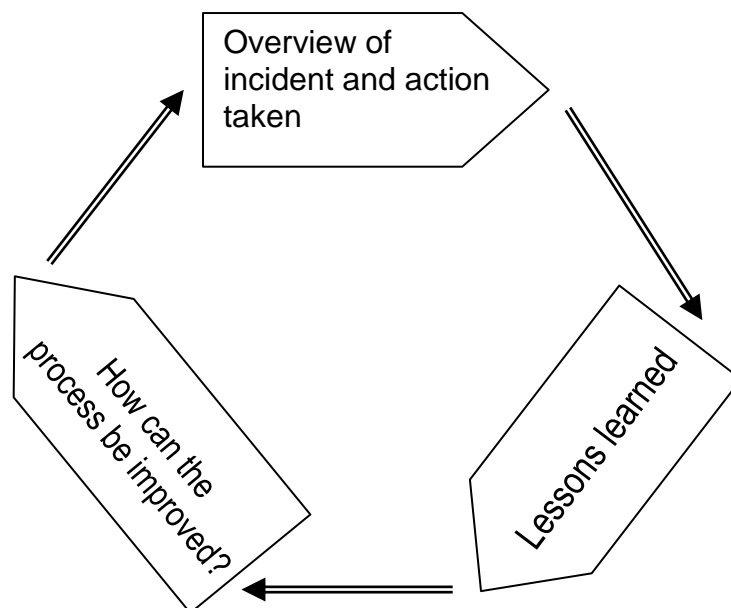 Overview of
incident and action
taken
Lessons learned
How can the
process be improved?